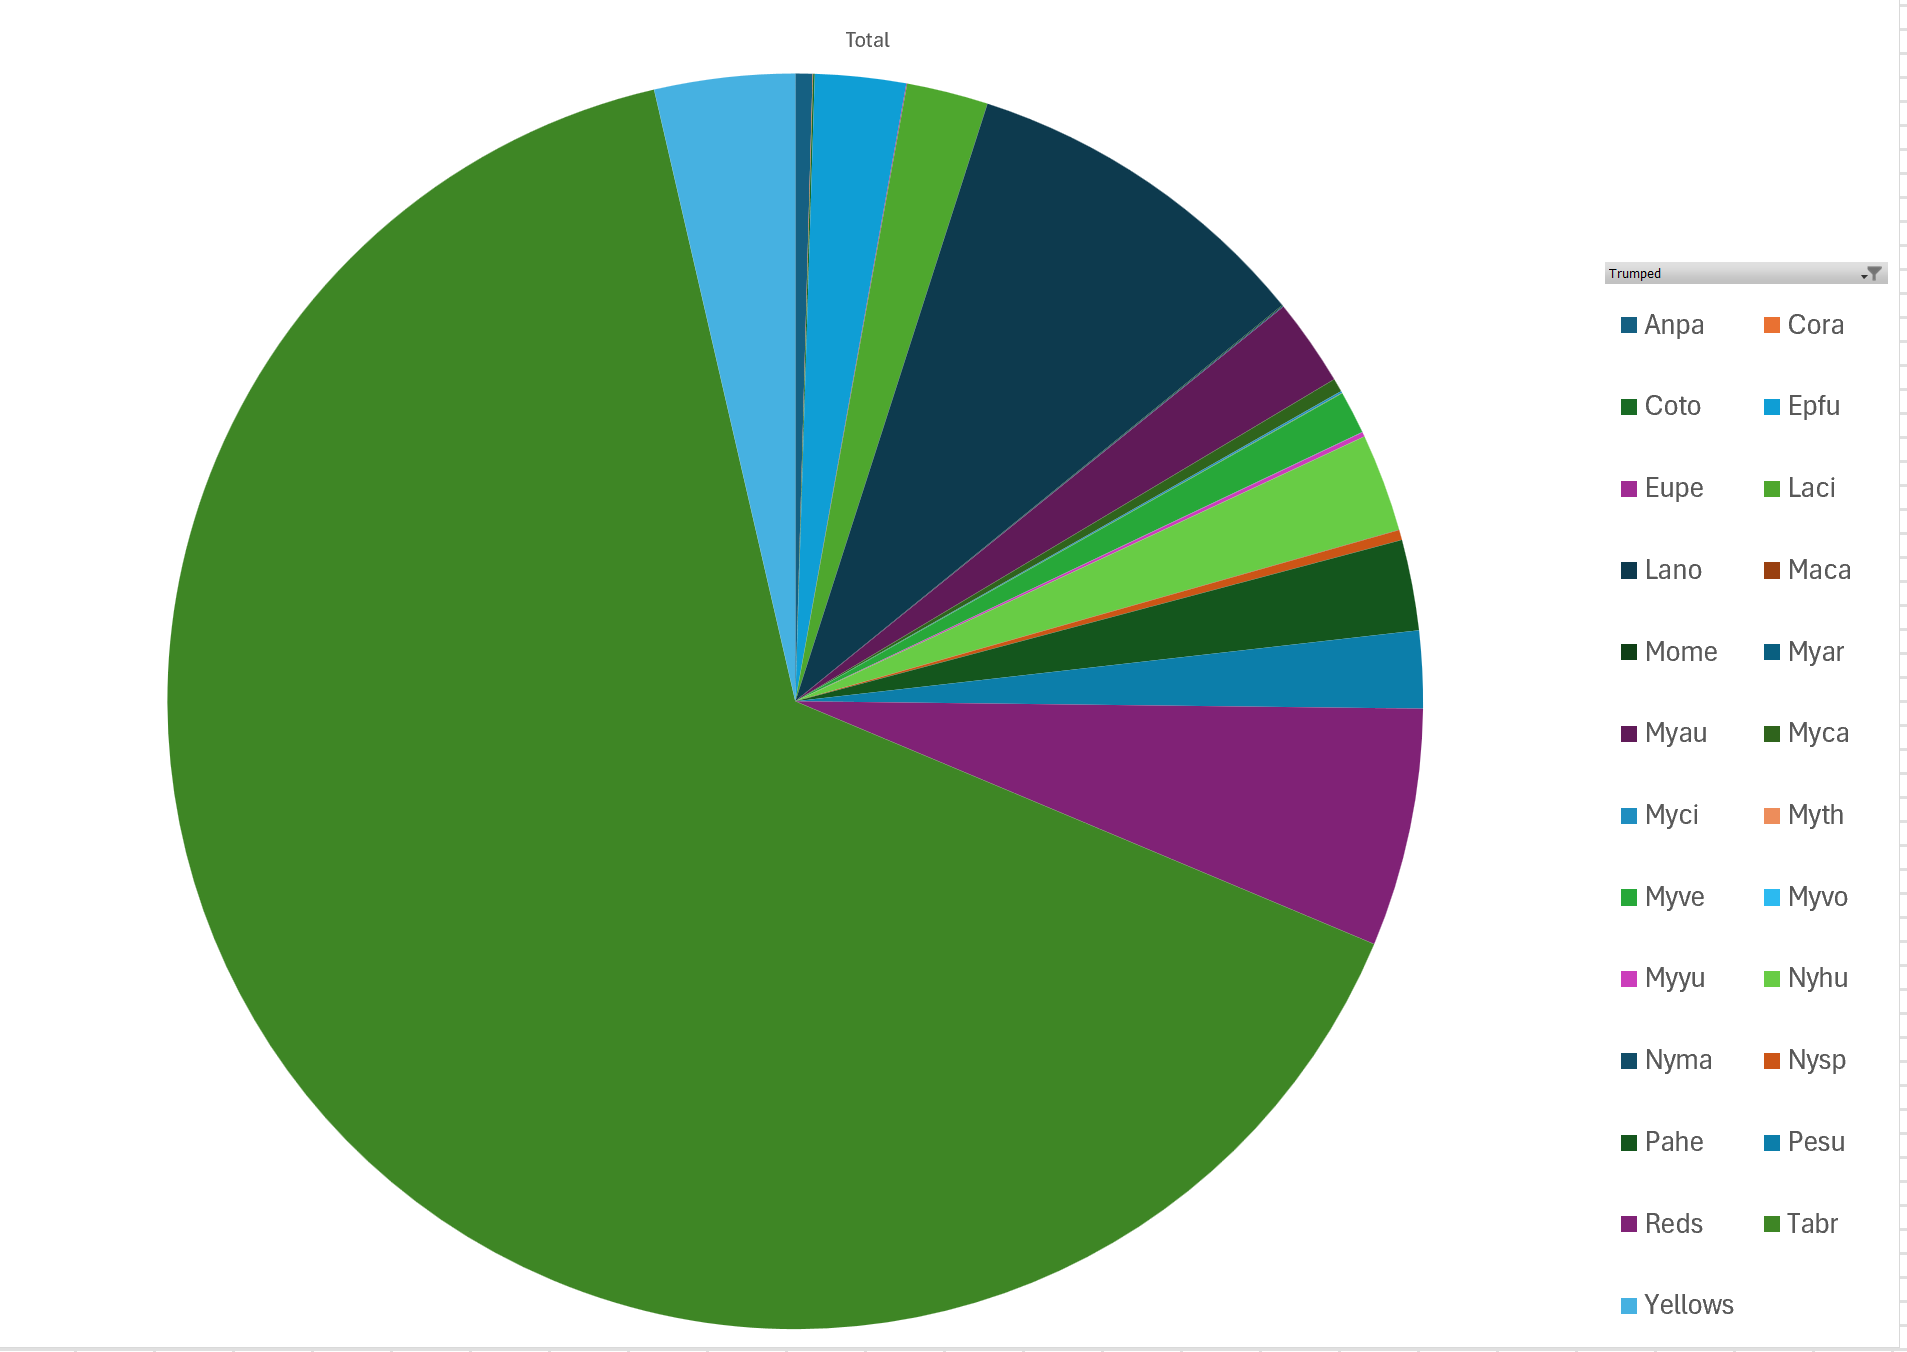 Total
Trumped
Anpa Cora
Coto Epfu
Eupe Laci
Lano Maca
Mome Myar
Myau Myca
Myci Myth
Myve Myvo
Myyu Nyhu
Nyma Nysp
Pahe Pesu
Reds Tabr
Yellows